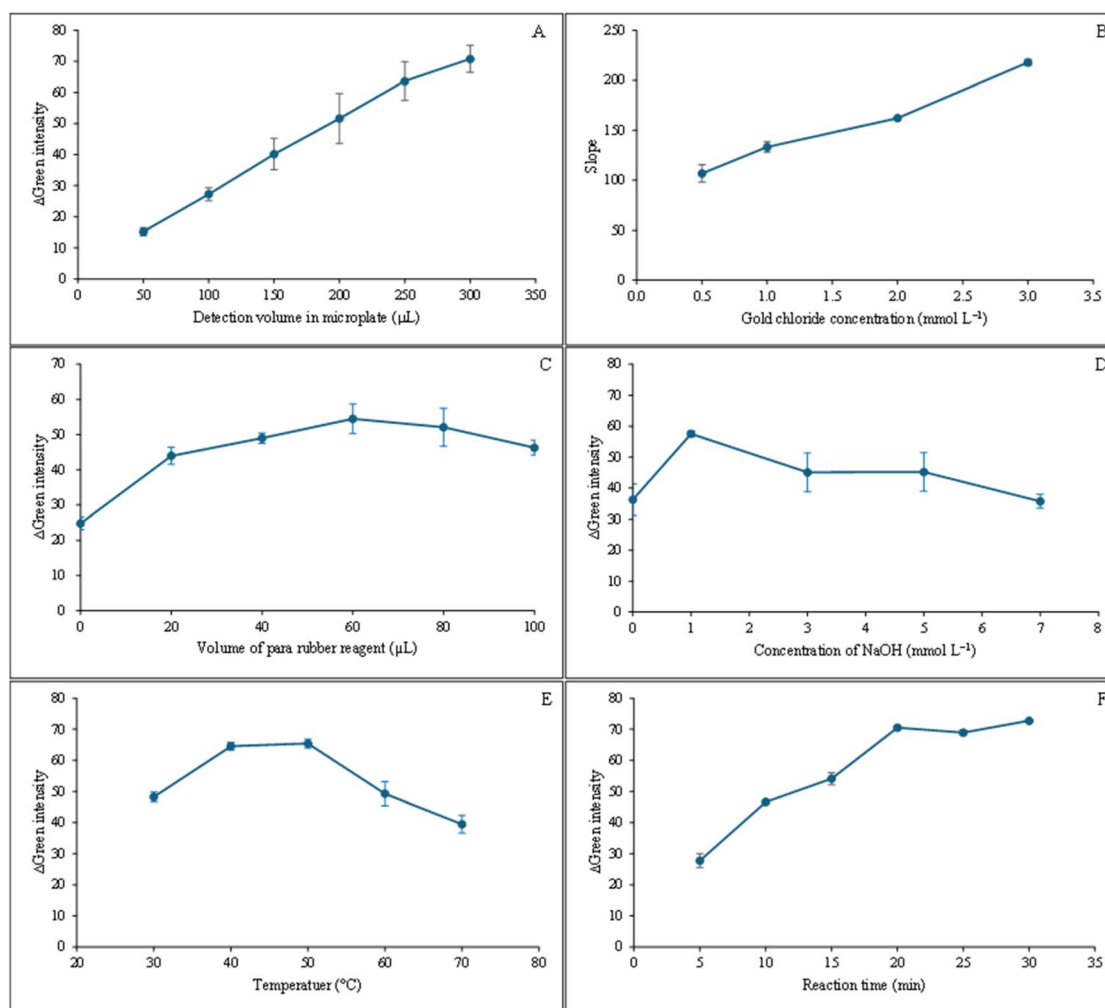 A
80
70
60
50
40
30
20
10
0
ΔGreen intensity
0 50 100 150 200 250 300 350
Detection volume in microplate (µL)
B
250
200
150
100
50
0
Slope
0.0 0.5 1.0 1.5 2.0 2.5 3.0 3.5
Gold chloride concentration (mmol L⁻¹)
C
70
60
50
40
30
20
10
0
ΔGreen intensity
0 20 40 60 80 100
Volume of para rubber reagent (µL)
D
80
70
60
50
40
30
20
10
0
ΔGreen intensity
0 1 3 5 7 8
Concentration of NaOH (mmol L⁻¹)
E
80
70
60
50
40
30
20
10
0
ΔGreen intensity
20 30 40 50 60 70 80
Temperatuer (°C)
F
80
70
60
50
40
30
20
10
0
ΔGreen intensity
0 5 10 15 20 25 30 35
Reaction time (min)